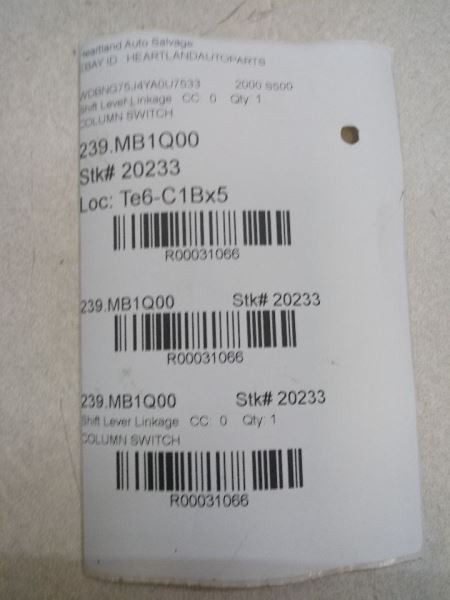 Heartland Auto Salvage
EBAY ID HEARTLANDAUTOPARTS
WDBNG75J4YA0U7533 2000 S500
Shift Lever Linkage CC: 0 Qty 1
COLUMN SWITCH
239.MB1Q00
Stk# 20233
Loc: Te6-C1Bx5
R00031066
239.MB1Q00 Stk# 20233
R00031066
239.MB1Q00 Stk# 20233
Shift Lever Linkage CC: 0 Qty: 1
COLUMN SWITCH
R00031066